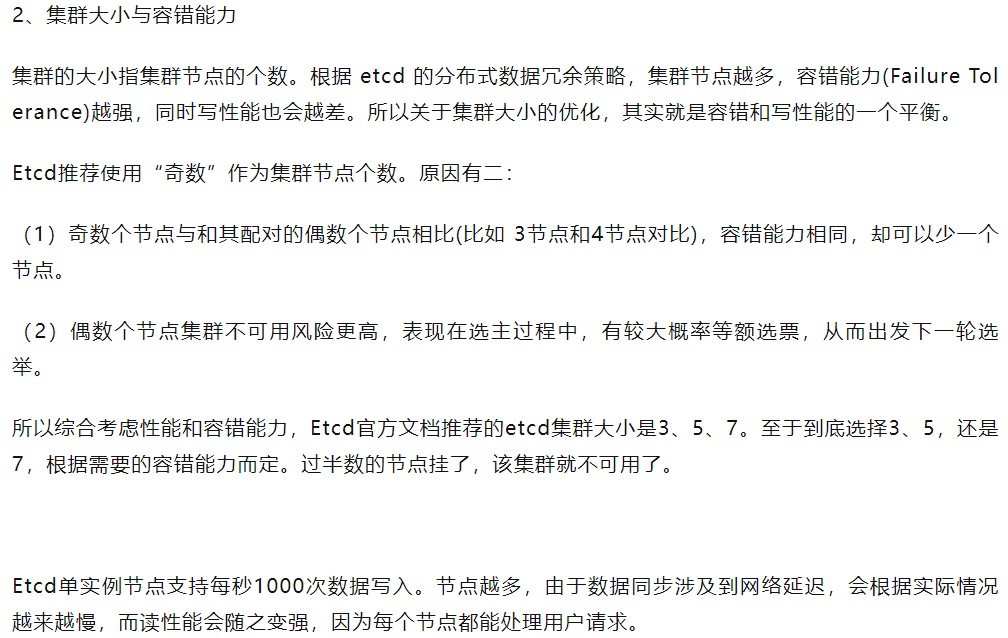 2、集群大小与容错能力
集群的大小指集群节点的个数。根据 etcd 的分布式数据冗余策略，集群节点越多，容错能力(Failure Tol
erance)越强，同时写性能也会越差。所以关于集群大小的优化，其实就是容错和写性能的一个平衡。
Etcd推荐使用“奇数”作为集群节点个数。原因有二：
（1）奇数个节点与和其配对的偶数个节点相比(比如 3节点和4节点对比)，容错能力相同，却可以少一个
节点。
（2）偶数个节点集群不可用风险更高，表现在选主过程中，有较大概率等额选票，从而出发下一轮选
举。
所以综合考虑性能和容错能力，Etcd官方文档推荐的etcd集群大小是3、5、7。至于到底选择3、5，还是
7，根据需要的容错能力而定。过半数的节点挂了，该集群就不可用了。
Etcd单实例节点支持每秒1000次数据写入。节点越多，由于数据同步涉及到网络延迟，会根据实际情况
越来越慢，而读性能会随之变强，因为每个节点都能处理用户请求。